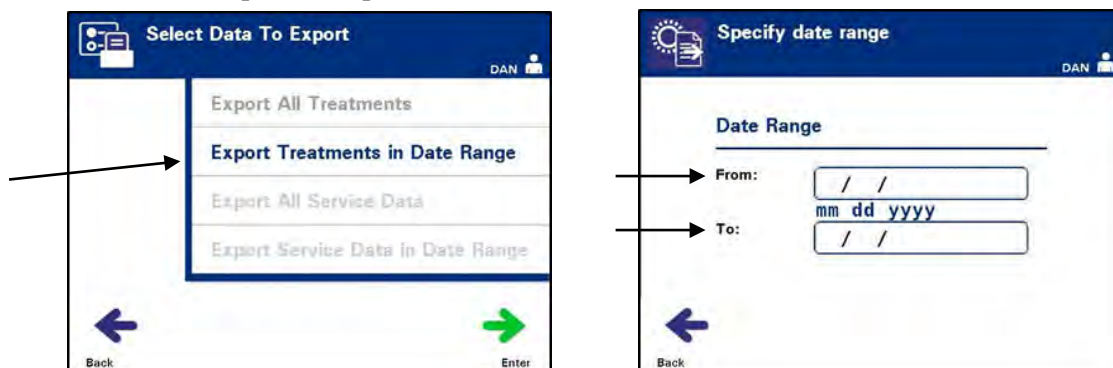 Select Data To Export
DAN
Export All Treatments
Export Treatments in Date Range
Export All Service Data
Export Service Data in Date Range
Back
Enter
Specify date range
DAN
Date Range
From:
/ /
mm dd yyyy
To:
/ /
Back